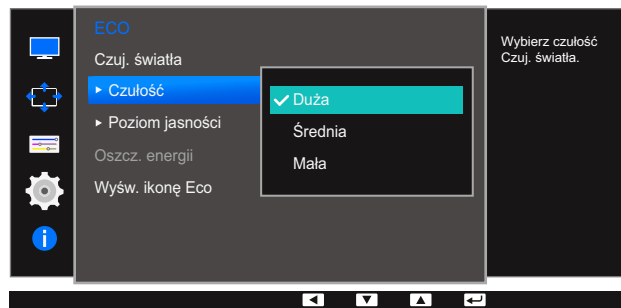 ECO
Czuj. światła
Czułość
Poziom jasności
Oszcz. energii
Wyśw. ikonę Eco
Duża
Średnia
Mała
Wybierz czułość
Czuj. światła.